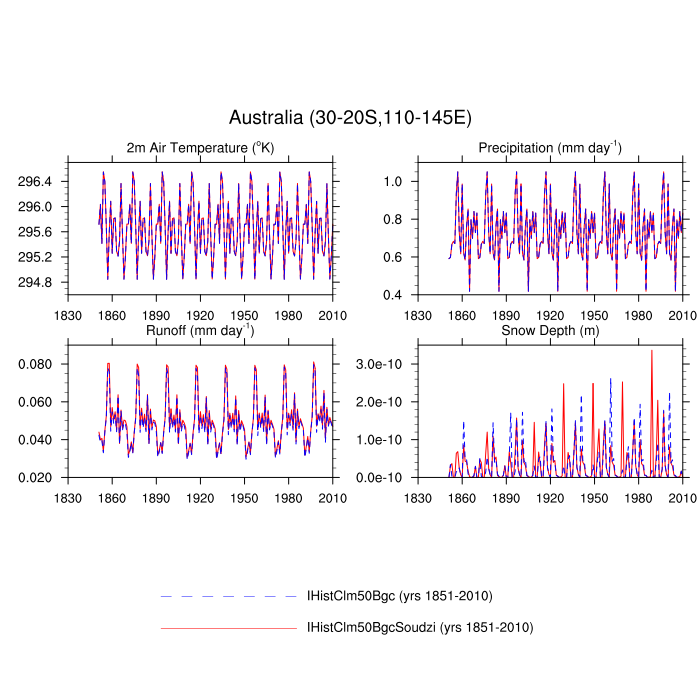 Australia (30-20S,110-145E)
2m Air Temperature (°K)
Precipitation (mm day⁻¹)
296.4
296.0
295.6
295.2
294.8
1830 1860 1890 1920 1950 1980 2010
1.0
0.8
0.6
0.4
1830 1860 1890 1920 1950 1980 2010
Runoff (mm day⁻¹)
Snow Depth (m)
0.080
0.060
0.040
0.020
1830 1860 1890 1920 1950 1980 2010
3.0e-10
2.0e-10
1.0e-10
0.0e+10
1830 1860 1890 1920 1950 1980 2010
IHistClm50Bgc (yrs 1851-2010)
IHistClm50BgcSoudzi (yrs 1851-2010)